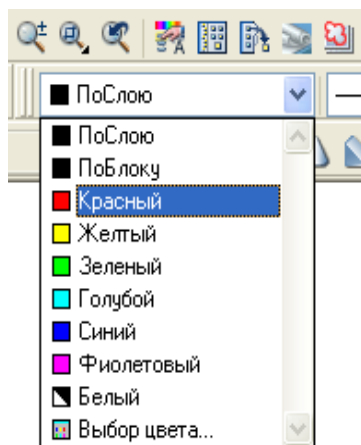 ПоСлою
ПоСлою
ПоБлоку
Красный
Желтый
Зеленый
Голубой
Синий
Фиолетовый
Белый
Выбор цвета...